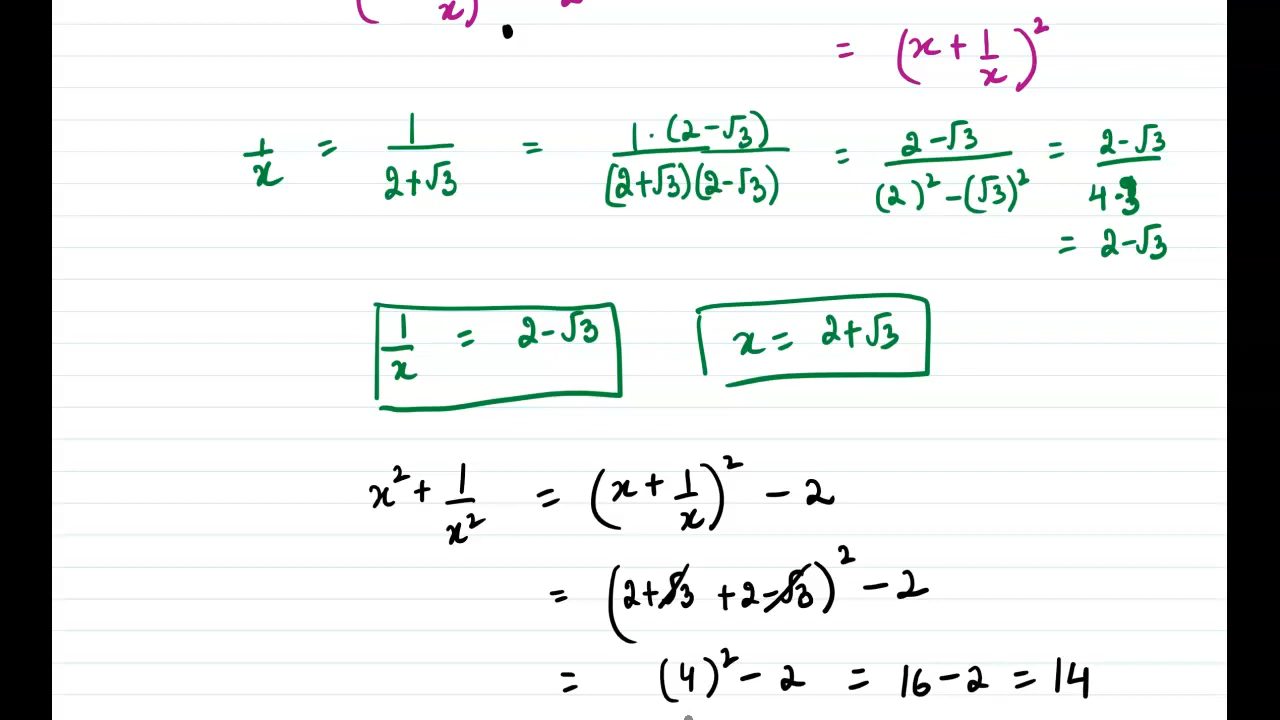 x)
= (x + 1/x)²
1/x = 1/(2+√3) = 1·(2-√3)/((2+√3)(2-√3)) = (2-√3)/((2)²-(√3)²) = (2-√3)/(4-3)
= 2-√3
1/x = 2-√3 x = 2+√3
x² + 1/x² = (x + 1/x)² - 2
= (2+√3 + 2-√3)² - 2
= (4)² - 2 = 16 - 2 = 14